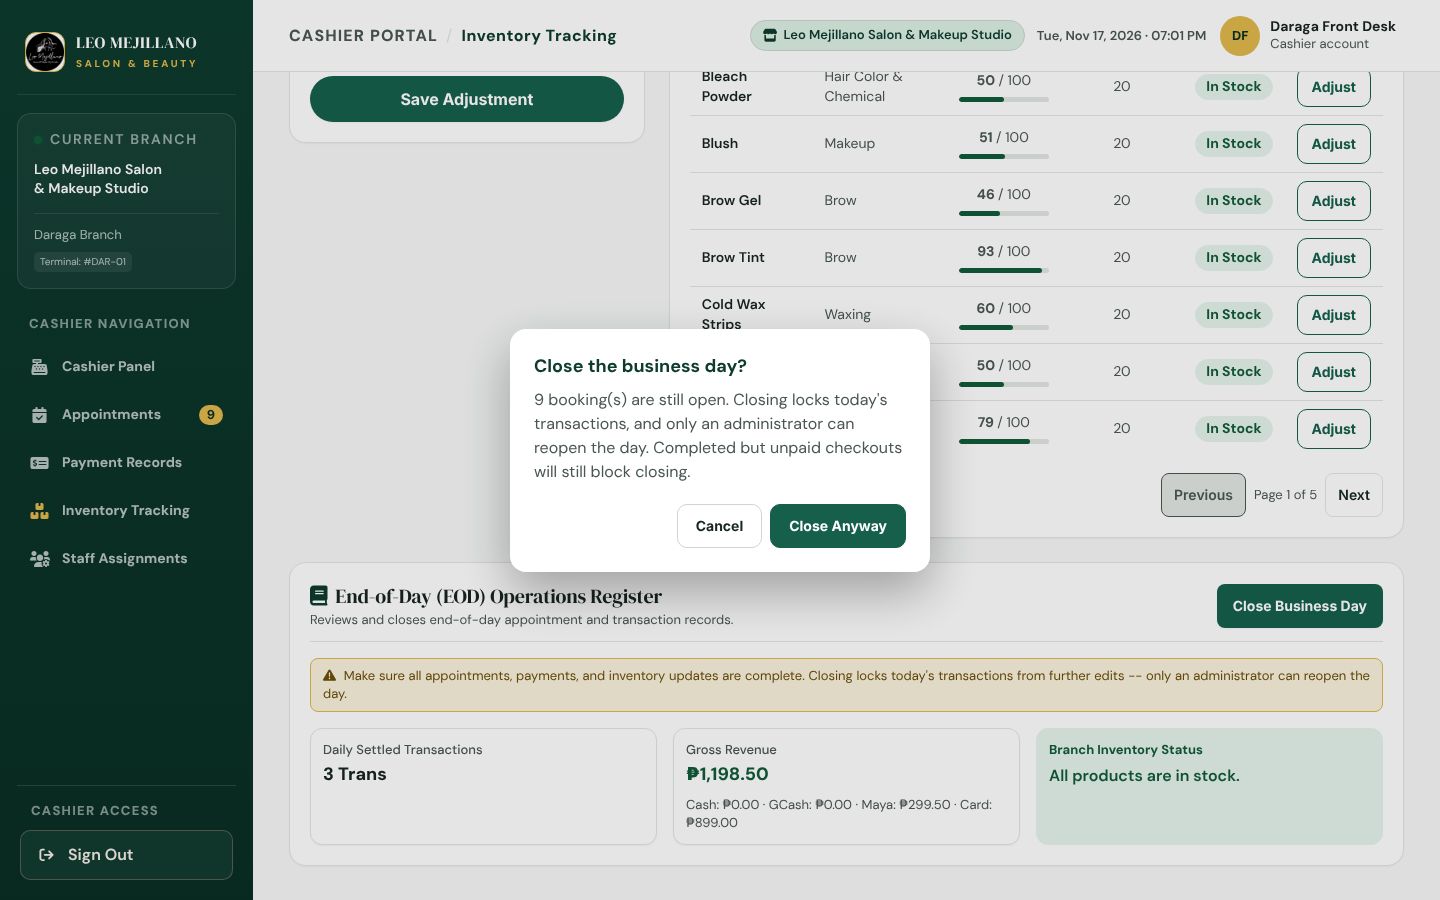 LEO MEJILLANO
SALON & BEAUTY
CURRENT BRANCH
Leo Mejillano Salon
& Makeup Studio
Daraga Branch
Terminal: #DAR-01
CASHIER NAVIGATION
Cashier Panel
Appointments
9
Payment Records
Inventory Tracking
Staff Assignments
CASHIER ACCESS
Sign Out
CASHIER PORTAL / Inventory Tracking
Leo Mejillano Salon & Makeup Studio
Tue, Nov 17, 2026 · 07:01 PM
DF
Daraga Front Desk
Cashier account
Save Adjustment
Bleach
Powder
Hair Color &
Chemical
50 / 100
20
In Stock
Adjust
Blush
Makeup
51 / 100
20
In Stock
Adjust
Brow Gel
Brow
46 / 100
20
In Stock
Adjust
Brow Tint
Brow
93 / 100
20
In Stock
Adjust
Cold Wax
Strips
Waxing
60 / 100
20
In Stock
Adjust
50 / 100
20
In Stock
Adjust
79 / 100
20
In Stock
Adjust
Previous
Page 1 of 5
Next
Close the business day?
9 booking(s) are still open. Closing locks today's
transactions, and only an administrator can
reopen the day. Completed but unpaid checkouts
will still block closing.
Cancel
Close Anyway
End-of-Day (EOD) Operations Register
Reviews and closes end-of-day appointment and transaction records.
Close Business Day
Make sure all appointments, payments, and inventory updates are complete. Closing locks today's transactions from further edits -- only an administrator can reopen the
day.
Daily Settled Transactions
3 Trans
Gross Revenue
₱1,198.50
Cash: ₱0.00 · GCash: ₱0.00 · Maya: ₱299.50 · Card:
₱899.00
Branch Inventory Status
All products are in stock.